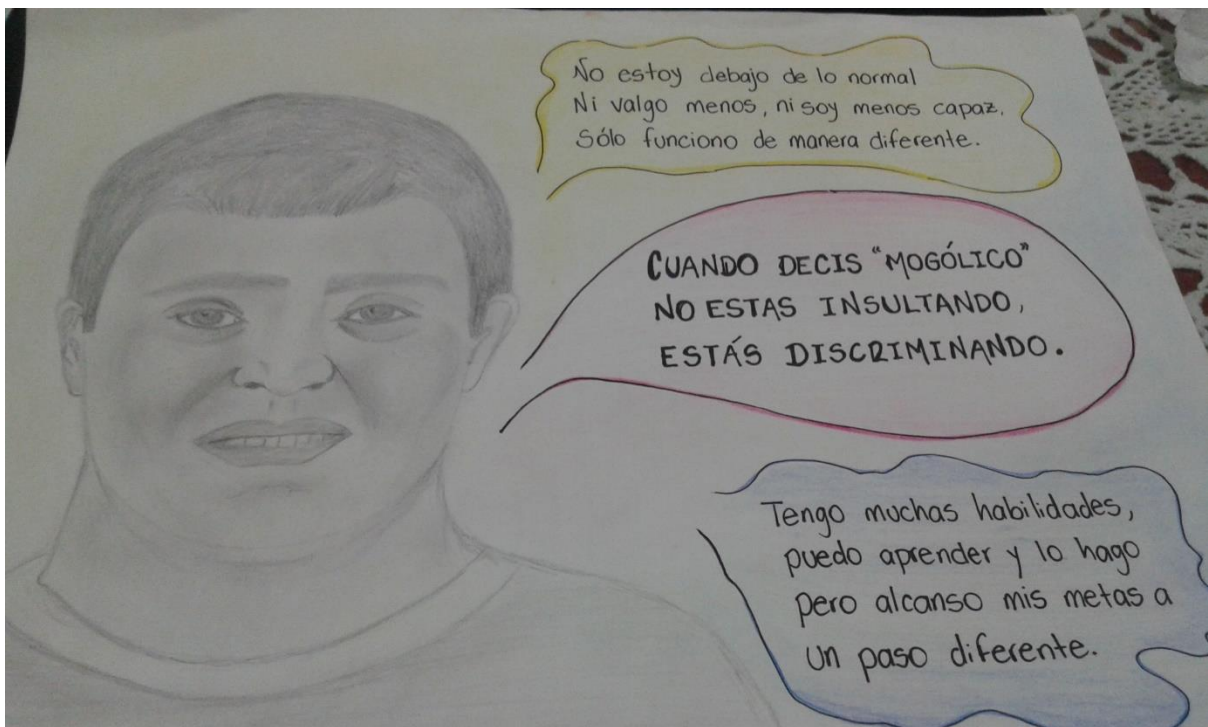 No estoy debajo de lo normal
Ni valgo menos, ni soy menos capaz.
Sólo funciono de manera diferente.
CUANDO DECIS "MOGÓLICO"
NO ESTAS INSULTANDO,
ESTÁS DISCRIMINANDO.
Tengo muchas habilidades,
puedo aprender y lo hago
pero alcanso mis metas a
un paso diferente.